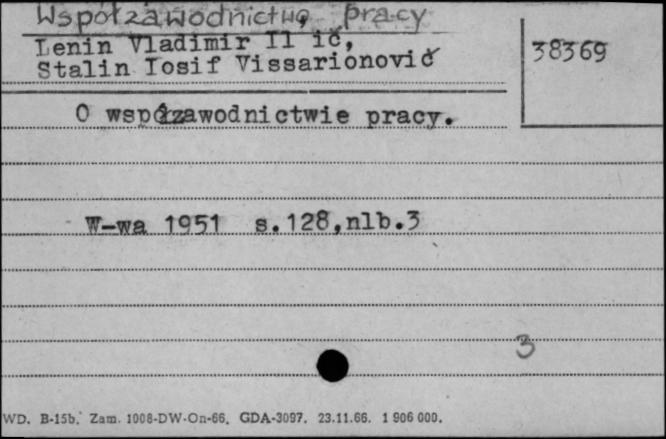 Współzawodnictwo pracy
Lenin Vladimir Il ič,
Stalin Iosif Vissarionovič
38369
O współzawodnictwie pracy.
W-wa 1951 s.128,nlb.3
3
WD. B-15b. Zam. 1008-DW-On-66. GDA-3097. 23.11.66. 1 906 000.